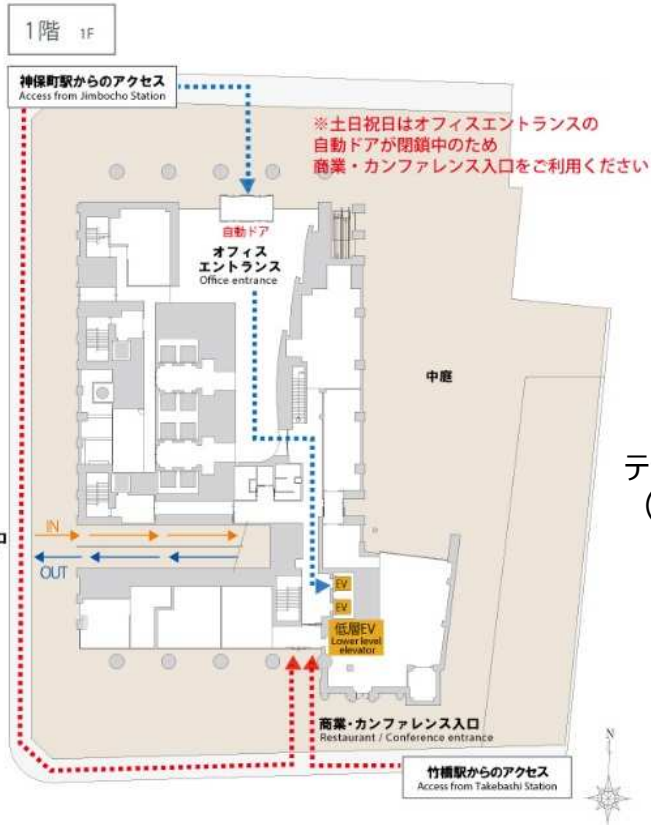 1階 1F
神保町駅からのアクセス
Access from Jimbocho Station
※土日祝日はオフィスエントランスの
自動ドアが閉鎖中のため
商業・カンファレンス入口をご利用ください
自動ドア
オフィス
エントランス
Office entrance
中庭
テ
(
ロ
IN
OUT
EV
EV
低層EV
Lower level
elevator
商業・カンファレンス入口
Restaurant / Conference entrance
竹橋駅からのアクセス
Access from Takebashi Station
N